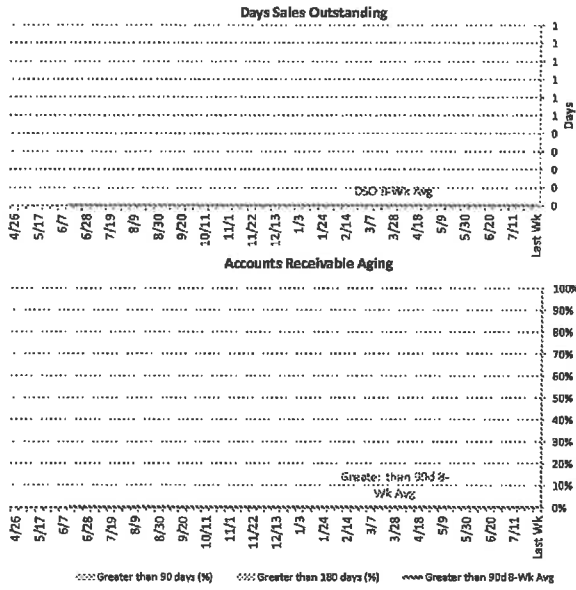 Days Sales Outstanding
1
1
1
1
1
1
0
0
0
0
0
Days
DSO 8-Wk Avg
4/26 5/17 6/7 6/28 7/19 8/9 8/30 9/20 10/11 11/1 11/22 12/13 1/3 1/24 2/14 3/7 3/28 4/18 5/9 5/30 6/20 7/11 Last Wk
Accounts Receivable Aging
100%
90%
80%
70%
60%
50%
40%
30%
20%
10%
0%
Greater than 90d 8-
Wk Avg
4/26 5/17 6/7 6/28 7/19 8/9 8/30 9/20 10/11 11/1 11/22 12/13 1/3 1/24 2/14 3/7 3/28 4/18 5/9 5/30 6/20 7/11 Last Wk
Greater than 90 days (%) Greater than 180 days (%) Greater than 90d 8-Wk Avg